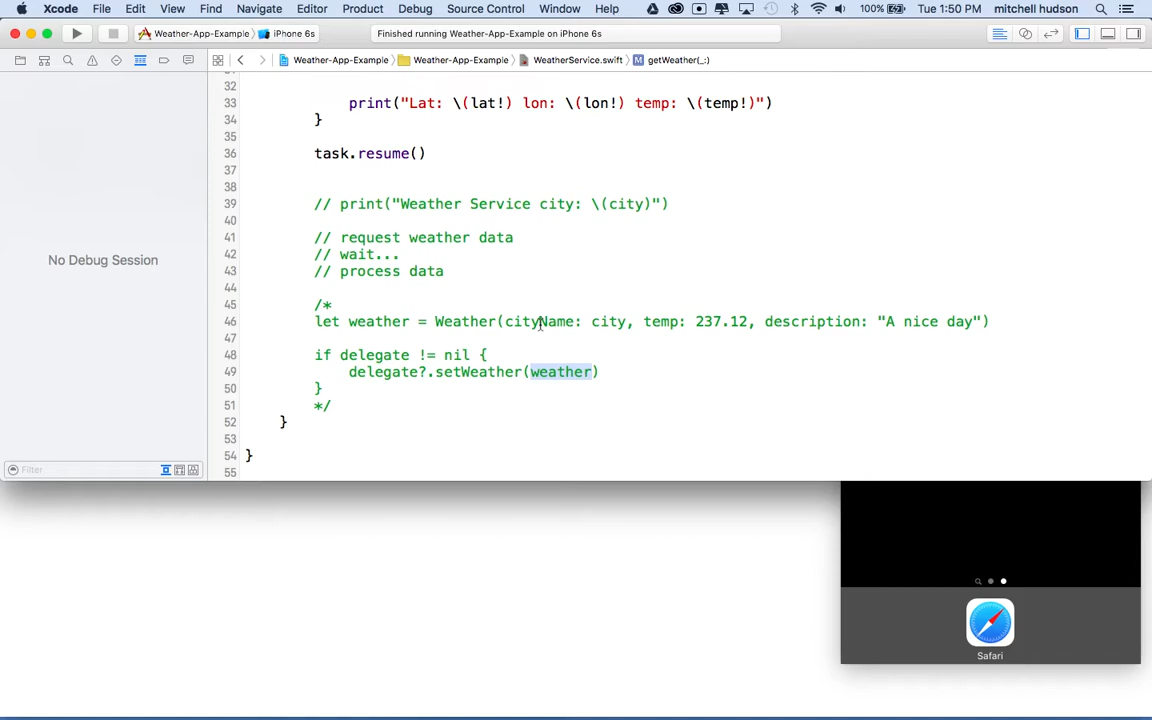 Xcode File Edit View Find Navigate Editor Product Debug Source Control Window Help 100% Tue 1:50 PM mitchell hudson
Weather-App-Example iPhone 6s Finished running Weather-App-Example on iPhone 6s
Weather-App-Example Weather-App-Example WeatherService.swift M getWeather(_:)
32
33 print("Lat: \(lat!) lon: \(lon!) temp: \(temp!)")
34 }
35
36 task.resume()
37
38
39 // print("Weather Service city: \(city)")
40
41 // request weather data
42 // wait...
43 // process data
44
45 /*
46 let weather = Weather(cityName: city, temp: 237.12, description: "A nice day")
47
48 if delegate != nil {
49 delegate?.setWeather(weather)
50 }
51 */
52 }
53
54 }
55
No Debug Session
Filter
Safari